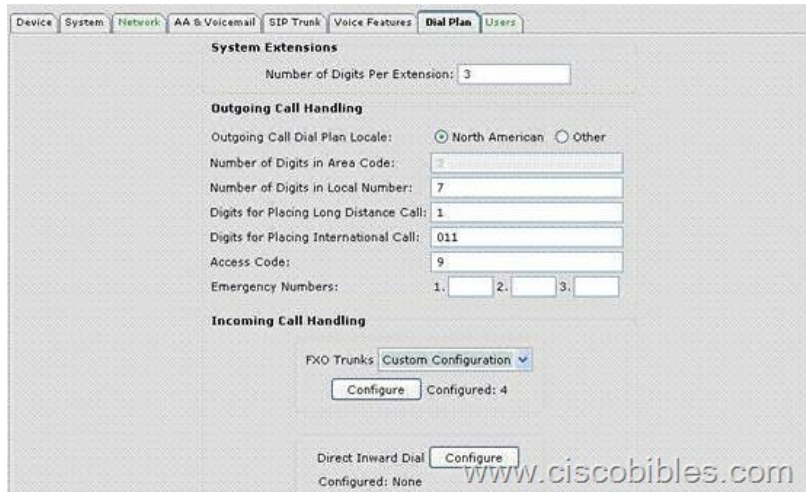 Device System Network AA & Voicemail SIP Trunk Voice Features Dial Plan Users
System Extensions
Number of Digits Per Extension: 3
Outgoing Call Handling
Outgoing Call Dial Plan Locale: North American Other
Number of Digits in Area Code:
Number of Digits in Local Number: 7
Digits for Placing Long Distance Call: 1
Digits for Placing International Call: 011
Access Code: 9
Emergency Numbers: 1. 2. 3.
Incoming Call Handling
FXO Trunks Custom Configuration
Configure Configured: 4
Direct Inward Dial Configure
Configured: None
www.ciscobibles.com